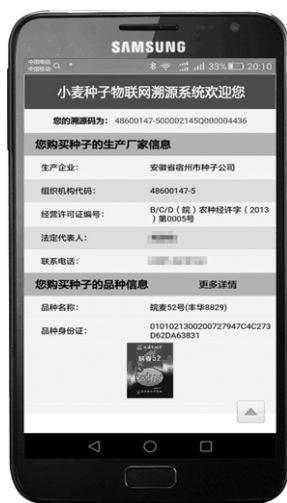 SAMSUNG
中国电信
中国移动
33% 20:10
小麦种子物联网溯源系统欢迎您
您的溯源码为： 48600147-500002145Q000004436
您购买种子的生产厂家信息
生产企业： 安徽省宿州市种子公司
组织机构代码： 48600147-5
经营许可证编号： B/C/D（皖）农种经许字（2013
）第0005号
法定代表人：
联系电话：
您购买种子的品种信息 更多详情
品种名称： 皖麦52号(丰华8829)
品种身份证： 0101021300200727947C4C273
D62DA63831
皖麦52